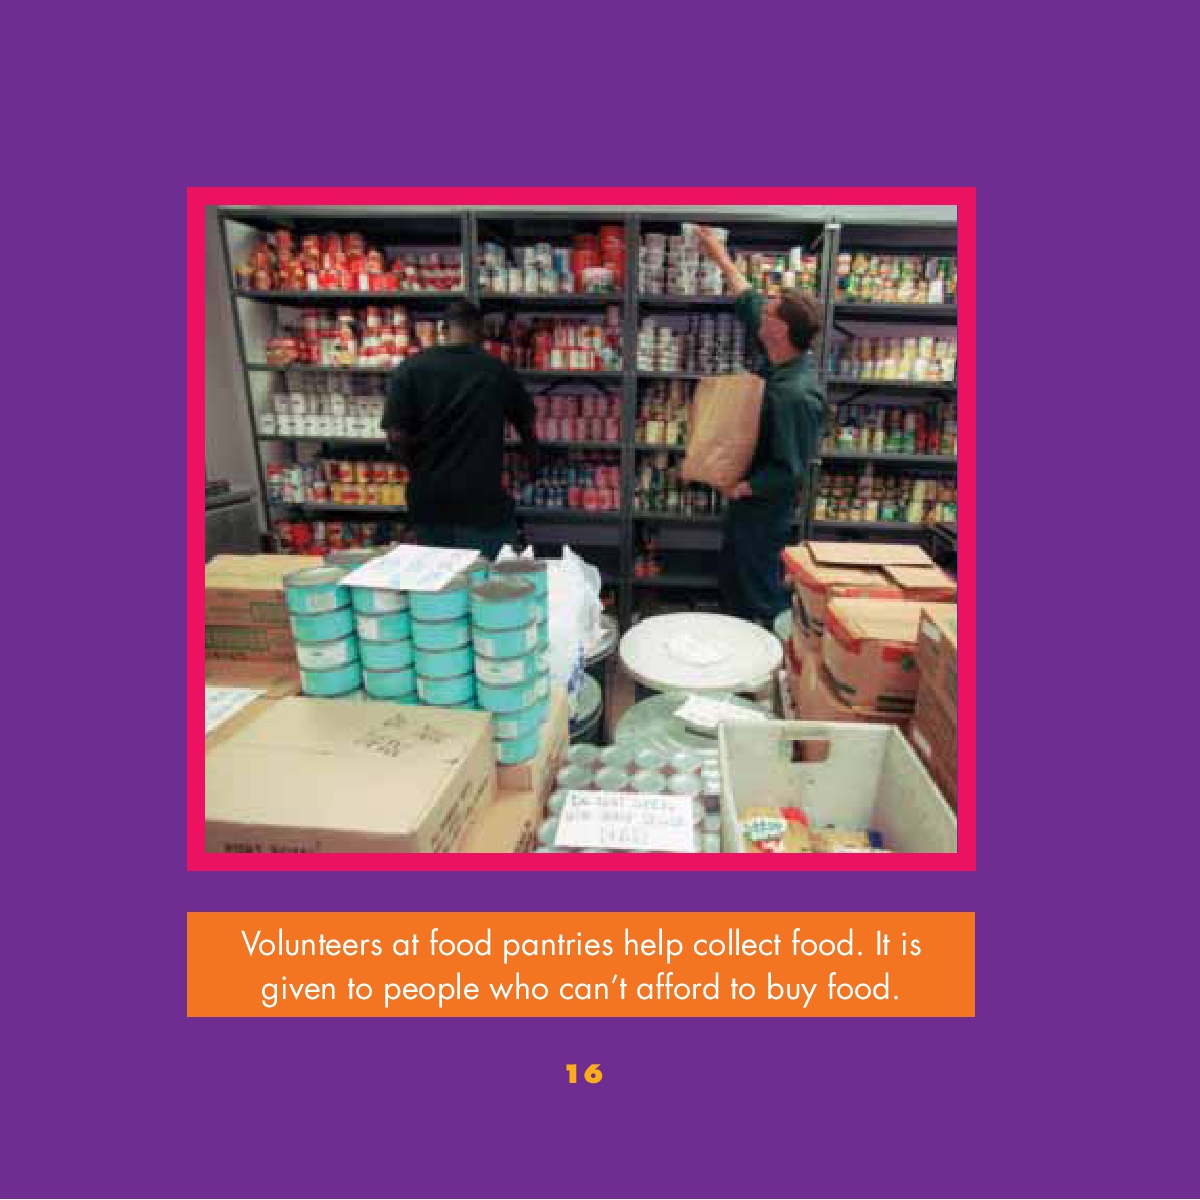 Volunteers at food pantries help collect food. It is
given to people who can't afford to buy food.
16